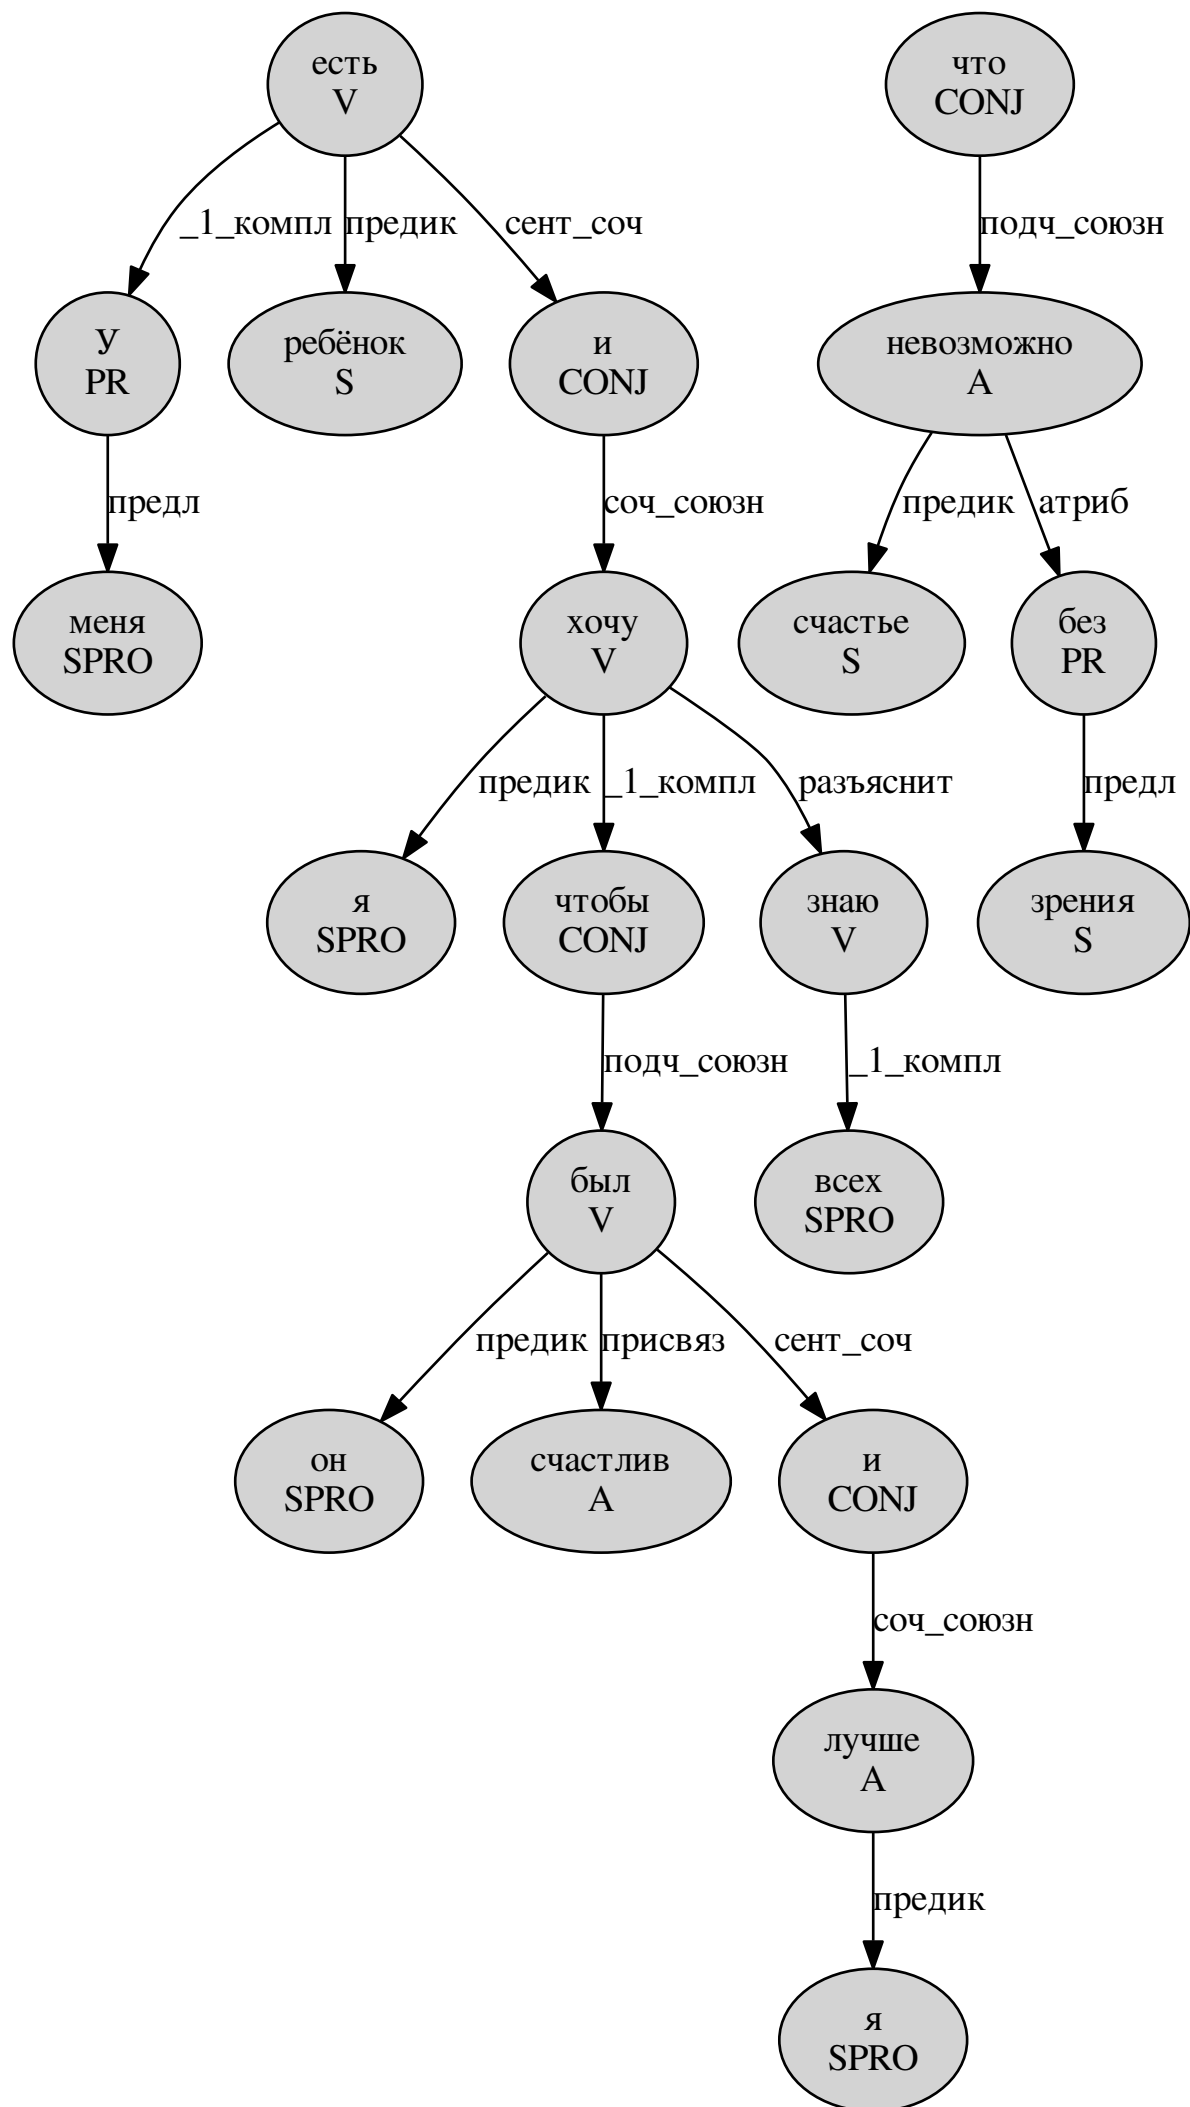 есть
V
что
CONJ
_1_компл
предик
сент_соч
подч_союзн
У
PR
ребёнок
S
и
CONJ
невозможно
A
предл
соч_союзн
предик
атриб
меня
SPRO
хочу
V
счастье
S
без
PR
предик
_1_компл
разъяснит
предл
я
SPRO
чтобы
CONJ
знаю
V
зрения
S
подч_союзн
_1_компл
был
V
всех
SPRO
предик
присвяз
сент_соч
он
SPRO
счастлив
A
и
CONJ
соч_союзн
лучше
A
предик
я
SPRO